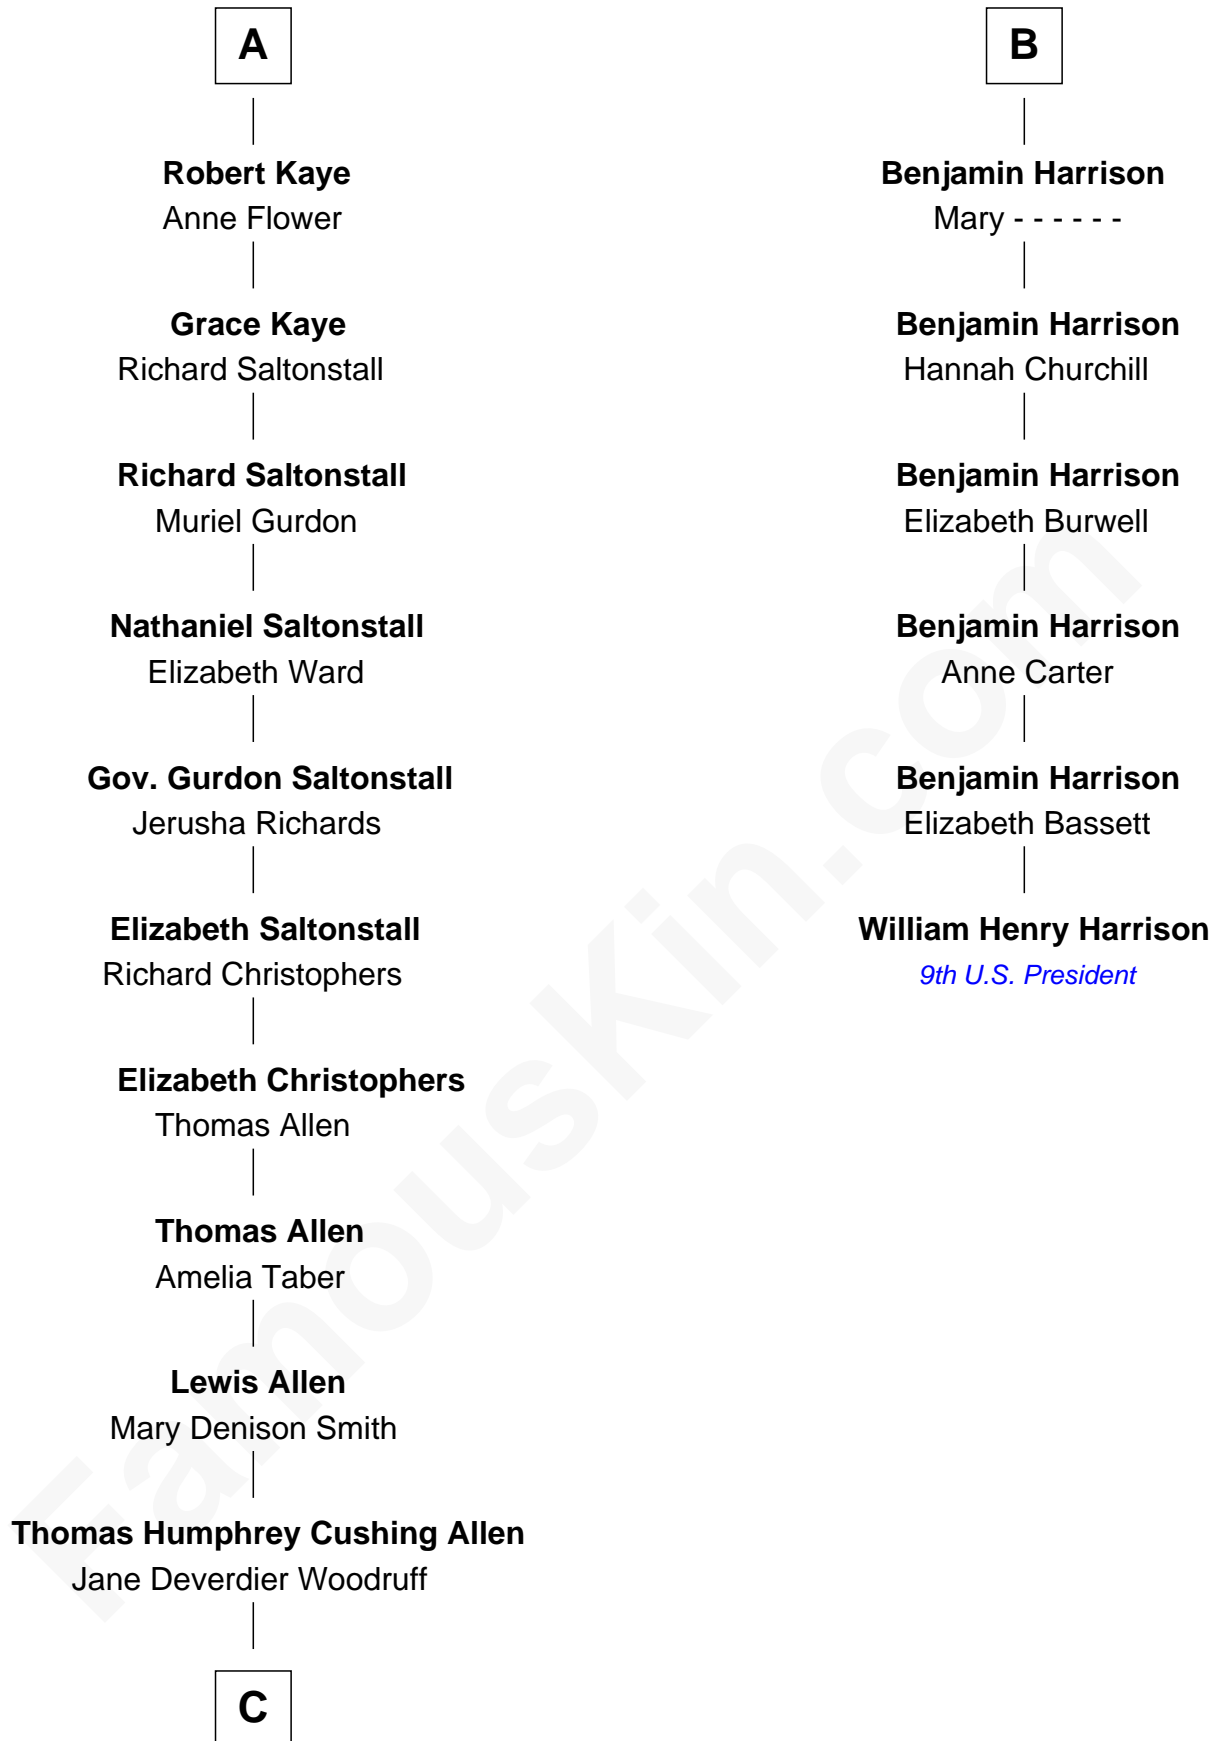 A
Robert Kaye
Anne Flower
Grace Kaye
Richard Saltonstall
Richard Saltonstall
Muriel Gurdon
Nathaniel Saltonstall
Elizabeth Ward
Gov. Gurdon Saltonstall
Jerusha Richards
Elizabeth Saltonstall
Richard Christophers
Elizabeth Christophers
Thomas Allen
Thomas Allen
Amelia Taber
Lewis Allen
Mary Denison Smith
Thomas Humphrey Cushing Allen
Jane Deverdier Woodruff
C
B
Benjamin Harrison
Mary - - - - - -
Benjamin Harrison
Hannah Churchill
Benjamin Harrison
Elizabeth Burwell
Benjamin Harrison
Anne Carter
Benjamin Harrison
Elizabeth Bassett
William Henry Harrison
9th U.S. President
FamousKin.com